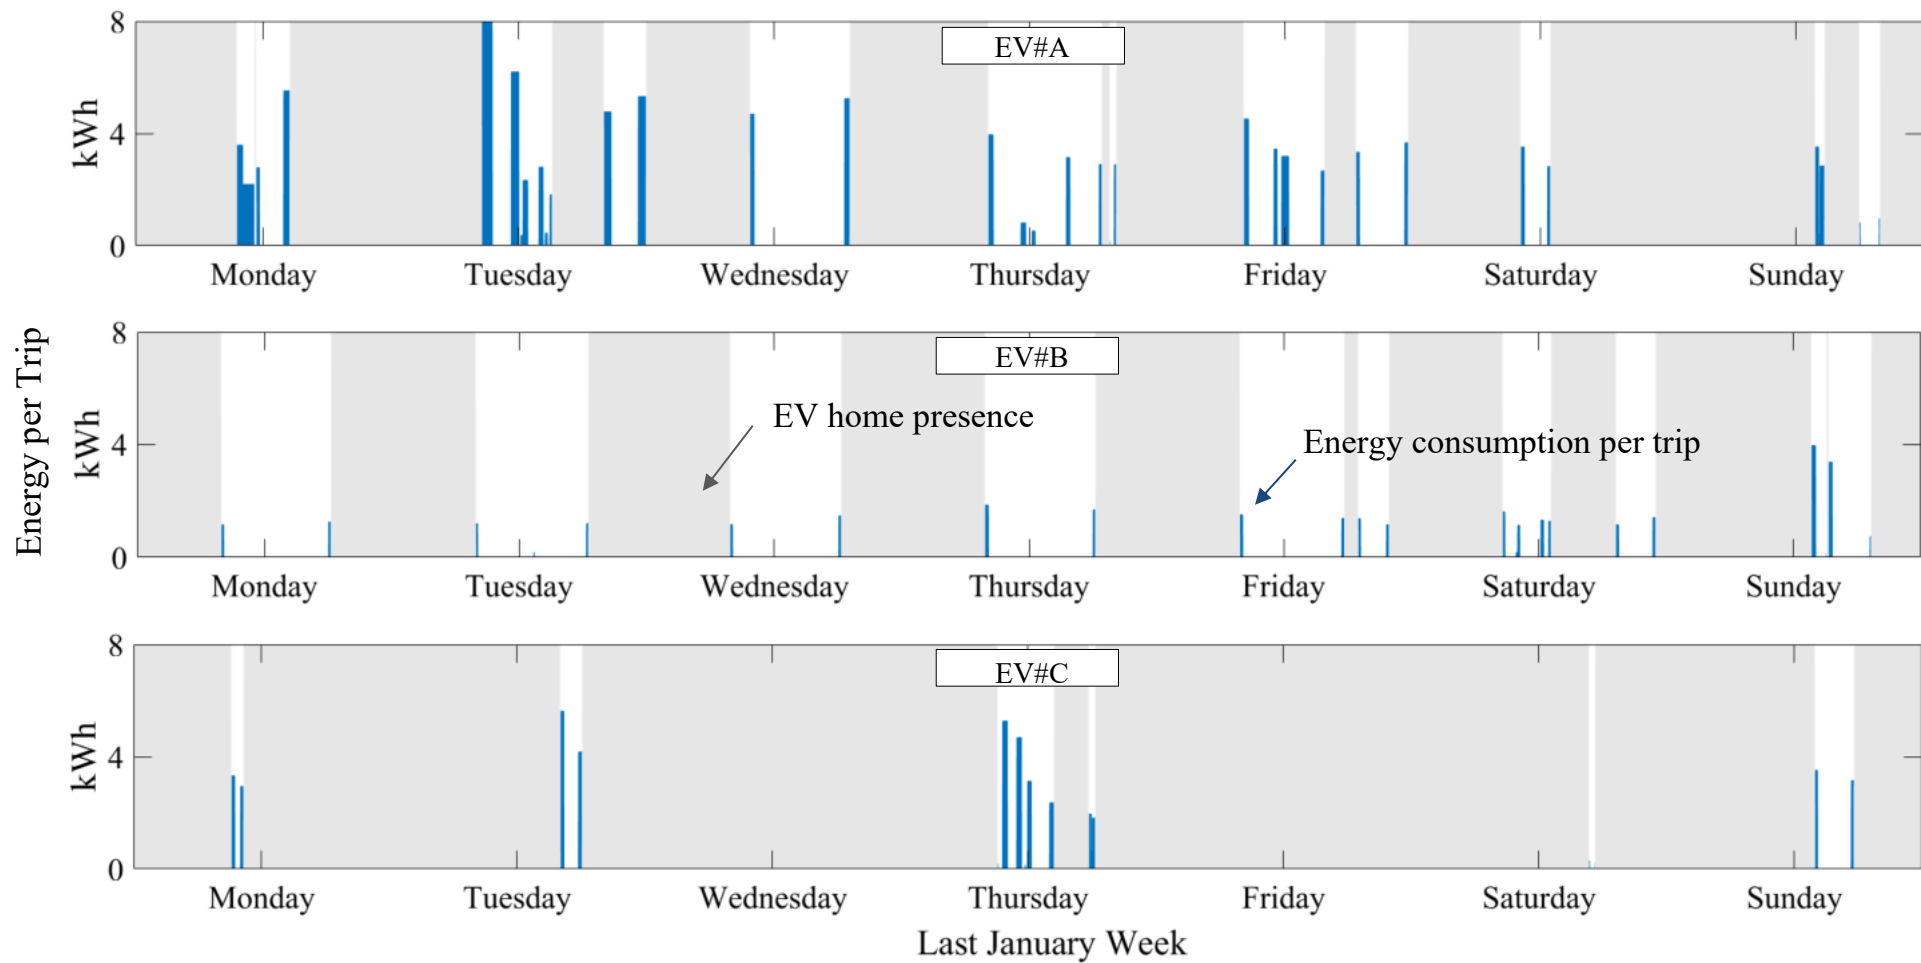 EV#A
8
4
0
kWh
Monday Tuesday Wednesday Thursday Friday Saturday Sunday
Energy per Trip
EV#B
8
4
0
kWh
EV home presence
Energy consumption per trip
Monday Tuesday Wednesday Thursday Friday Saturday Sunday
EV#C
8
4
0
kWh
Monday Tuesday Wednesday Thursday Friday Saturday Sunday
Last January Week